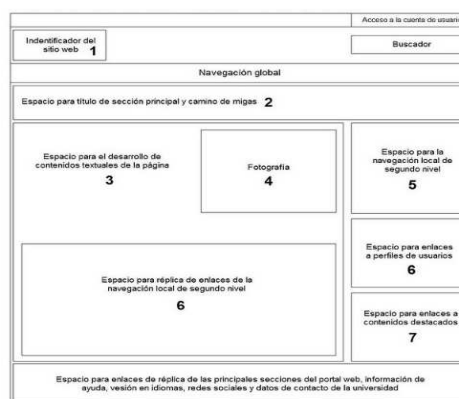 Acceso a la cuenta de usuario
Indentificador del
sitio web 1
Buscador
Navegación global
Espacio para título de sección principal y camino de migas 2
Espacio para el desarrollo de
contenidos textuales de la página
3
Fotografía
4
Espacio para la
navegación local de
segundo nivel
5
Espacio para enlaces
a perfiles de usuarios
6
Espacio para réplica de enlaces de la
navegación local de segundo nivel
6
Espacio para enlaces a
contenidos destacados
7
Espacio para enlaces de réplica de las principales secciones del portal web, información de
ayuda, vesión en idiomas, redes sociales y datos de contacto de la universidad